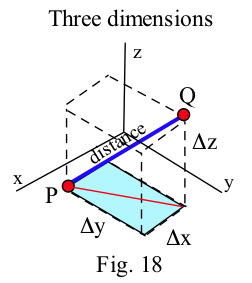 Three dimensions
z
Q
distance
Δz
x
y
P
Δy
Δx
Fig. 18